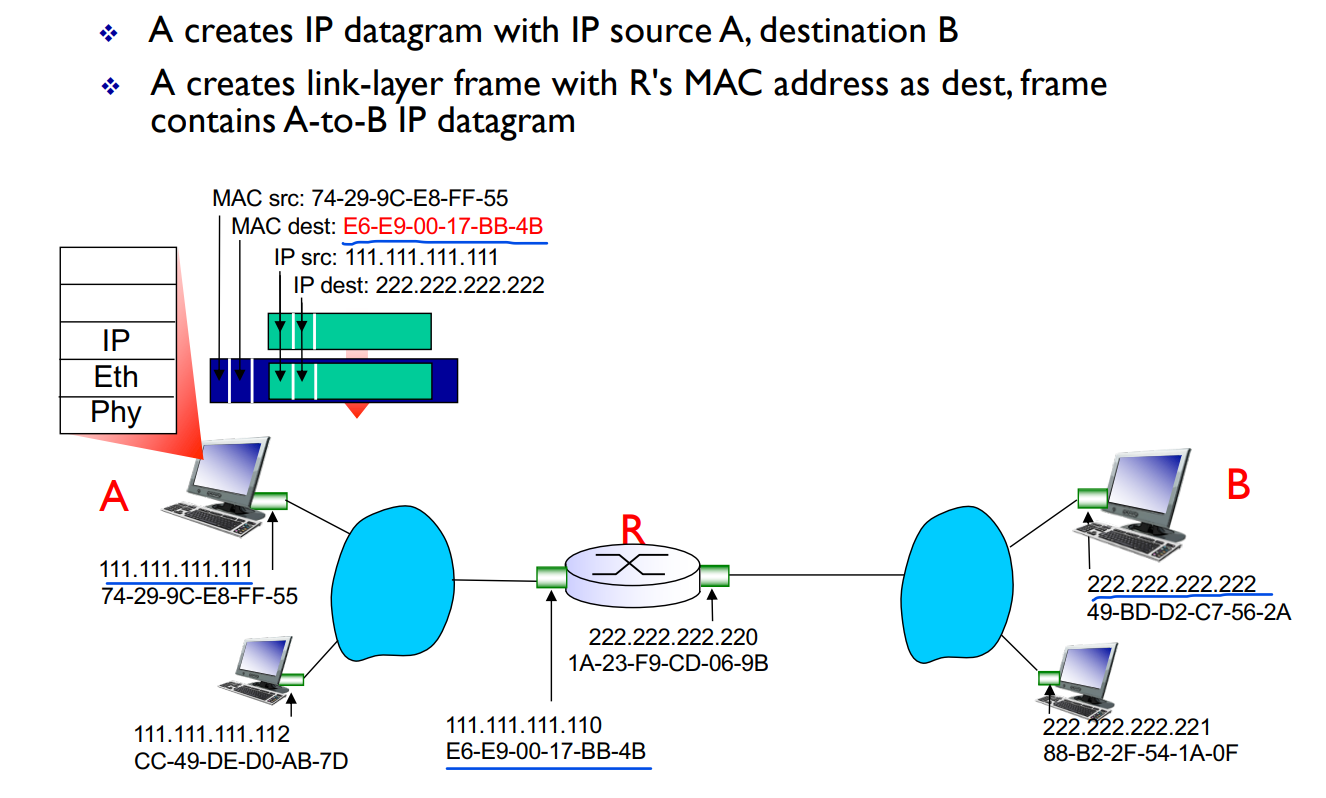 A creates IP datagram with IP source A, destination B
A creates link-layer frame with R's MAC address as dest, frame
contains A-to-B IP datagram
MAC src: 74-29-9C-E8-FF-55
MAC dest: E6-E9-00-17-BB-4B
IP src: 111.111.111.111
IP dest: 222.222.222.222
IP
Eth
Phy
A
R
B
111.111.111.111
74-29-9C-E8-FF-55
222.222.222.222
49-BD-D2-C7-56-2A
222.222.222.220
1A-23-F9-CD-06-9B
111.111.111.112
CC-49-DE-D0-AB-7D
111.111.111.110
E6-E9-00-17-BB-4B
222.222.222.221
88-B2-2F-54-1A-0F